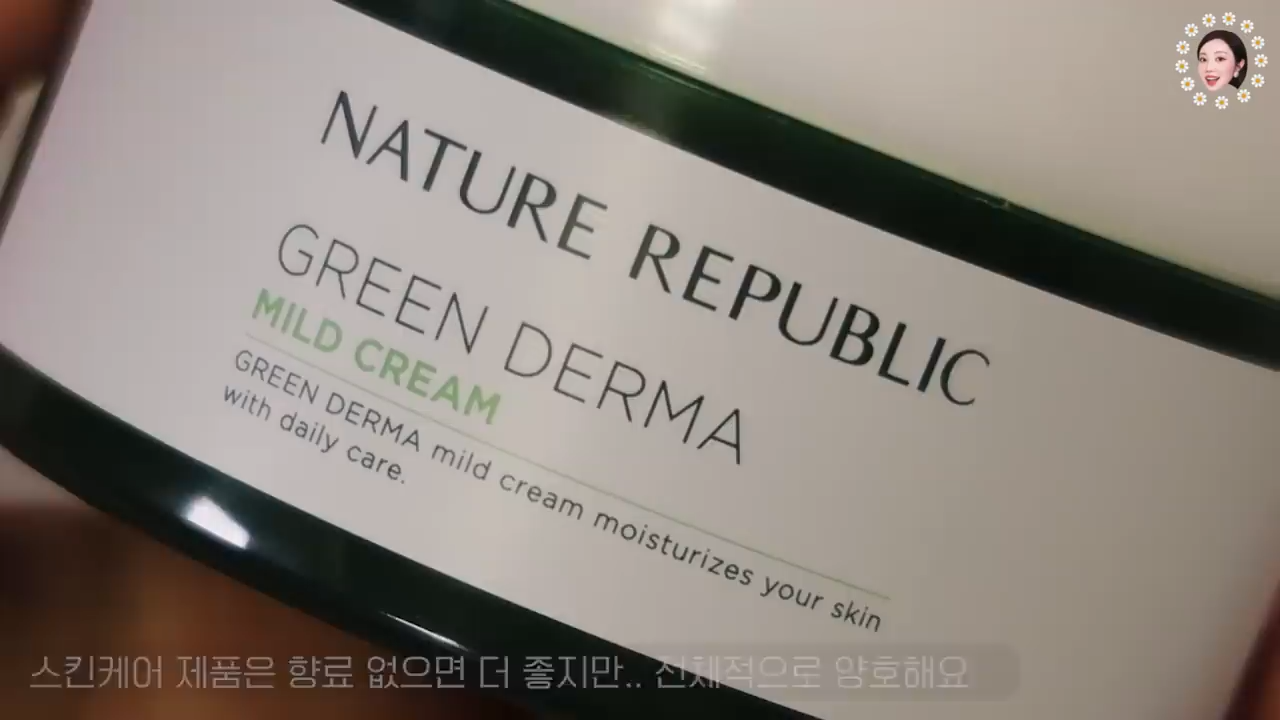 NATURE REPUBLIC
GREEN DERMA
MILD CREAM
GREEN DERMA mild cream moisturizes your skin
with daily care.
스킨케어 제품은 향료 없으면 더 좋지만.. 전체적으로 양호해요